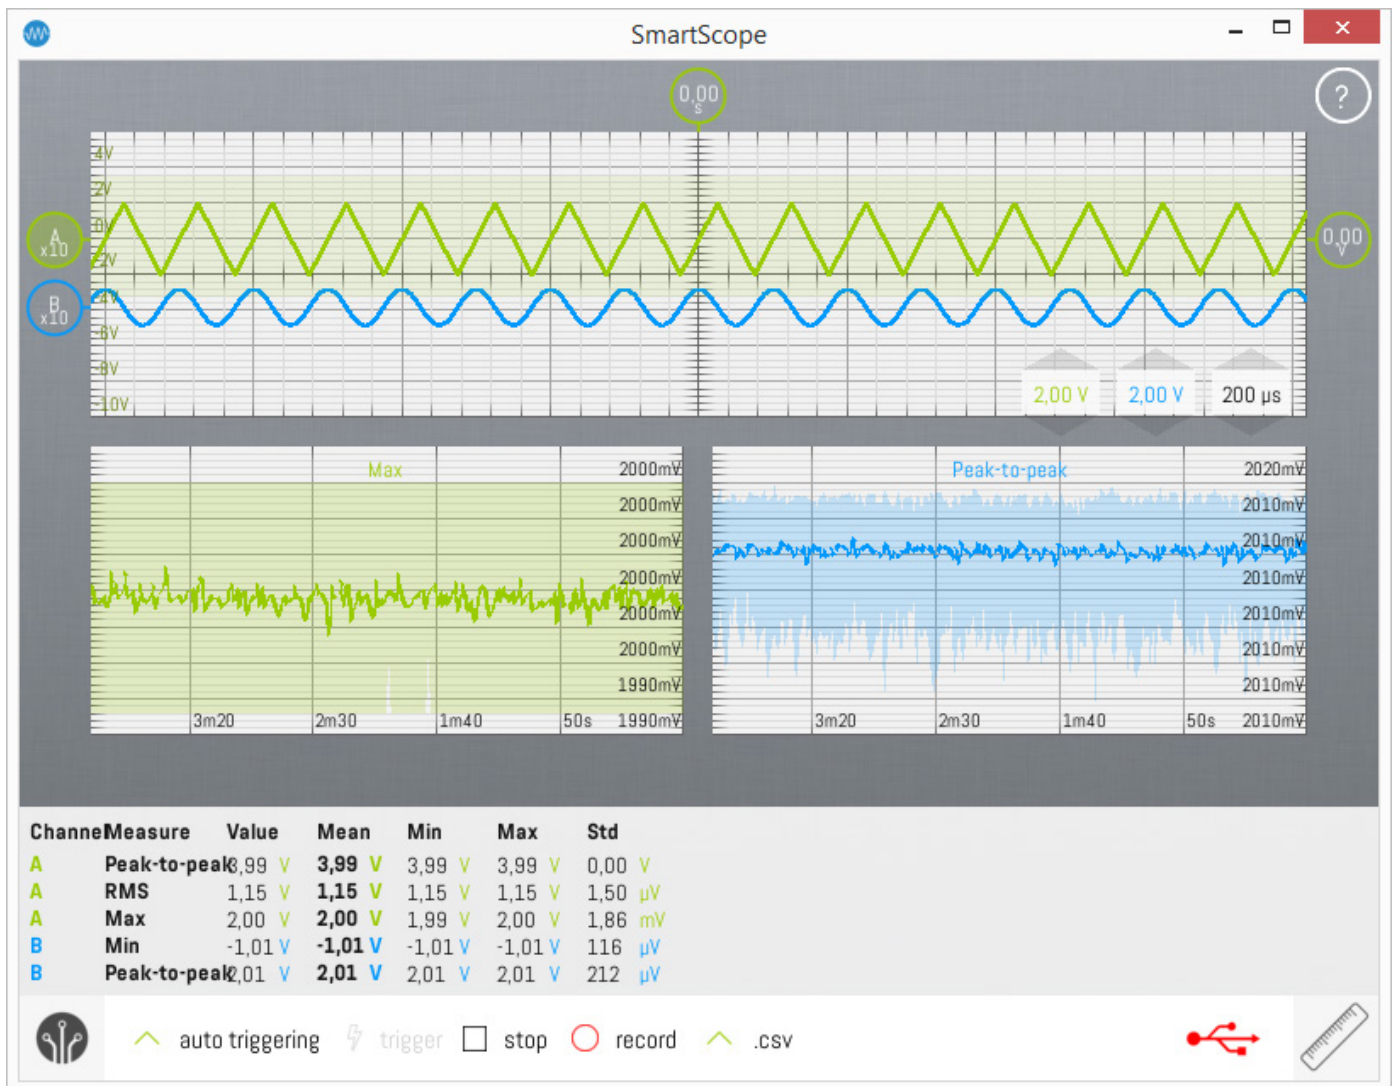 SmartScope
0,00
s
?
4V
2V
0V
-2V
-4V
-6V
-8V
-10V
A
x10
B
x10
0,00
V
2,00 V 2,00 V 200 µs
Max
2000mV
2000mV
2000mV
2000mV
2000mV
2000mV
1990mV
3m20 2m30 1m40 50s 1990mV
Peak-to-peak
2020mV
2010mV
2010mV
2010mV
2010mV
2010mV
2010mV
3m20 2m30 1m40 50s 2010mV
Channel Measure Value Mean Min Max Std
A Peak-to-peak 3,99 V 3,99 V 3,99 V 3,99 V 0,00 V
A RMS 1,15 V 1,15 V 1,15 V 1,15 V 1,50 µV
A Max 2,00 V 2,00 V 1,99 V 2,00 V 1,86 mV
B Min -1,01 V -1,01 V -1,01 V -1,01 V 116 µV
B Peak-to-peak 2,01 V 2,01 V 2,01 V 2,01 V 212 µV
auto triggering trigger stop record .csv